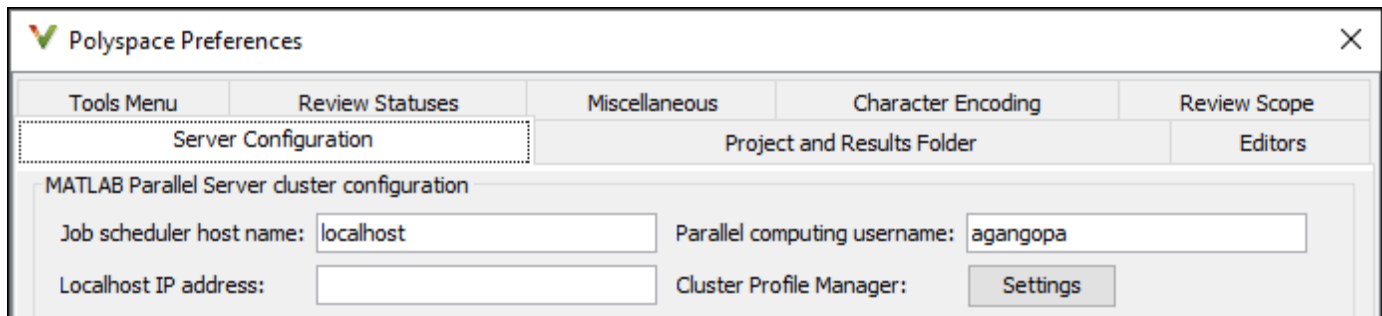 Polyspace Preferences
Tools Menu Review Statuses Miscellaneous Character Encoding Review Scope
Server Configuration Project and Results Folder Editors
MATLAB Parallel Server cluster configuration
Job scheduler host name: localhost Parallel computing username: agangopa
Localhost IP address: Cluster Profile Manager: Settings